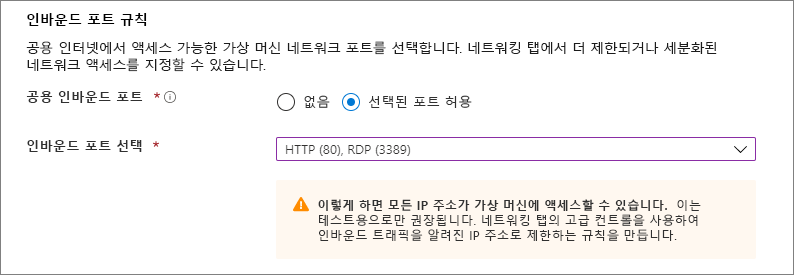 인바운드 포트 규칙
공용 인터넷에서 액세스 가능한 가상 머신 네트워크 포트를 선택합니다. 네트워킹 탭에서 더 제한되거나 세분화된
네트워크 액세스를 지정할 수 있습니다.
공용 인바운드 포트 * 없음 선택된 포트 허용
인바운드 포트 선택 * HTTP (80), RDP (3389)
이렇게 하면 모든 IP 주소가 가상 머신에 액세스할 수 있습니다. 이는
테스트용으로만 권장됩니다. 네트워킹 탭의 고급 컨트롤을 사용하여
인바운드 트래픽을 알려진 IP 주소로 제한하는 규칙을 만듭니다.